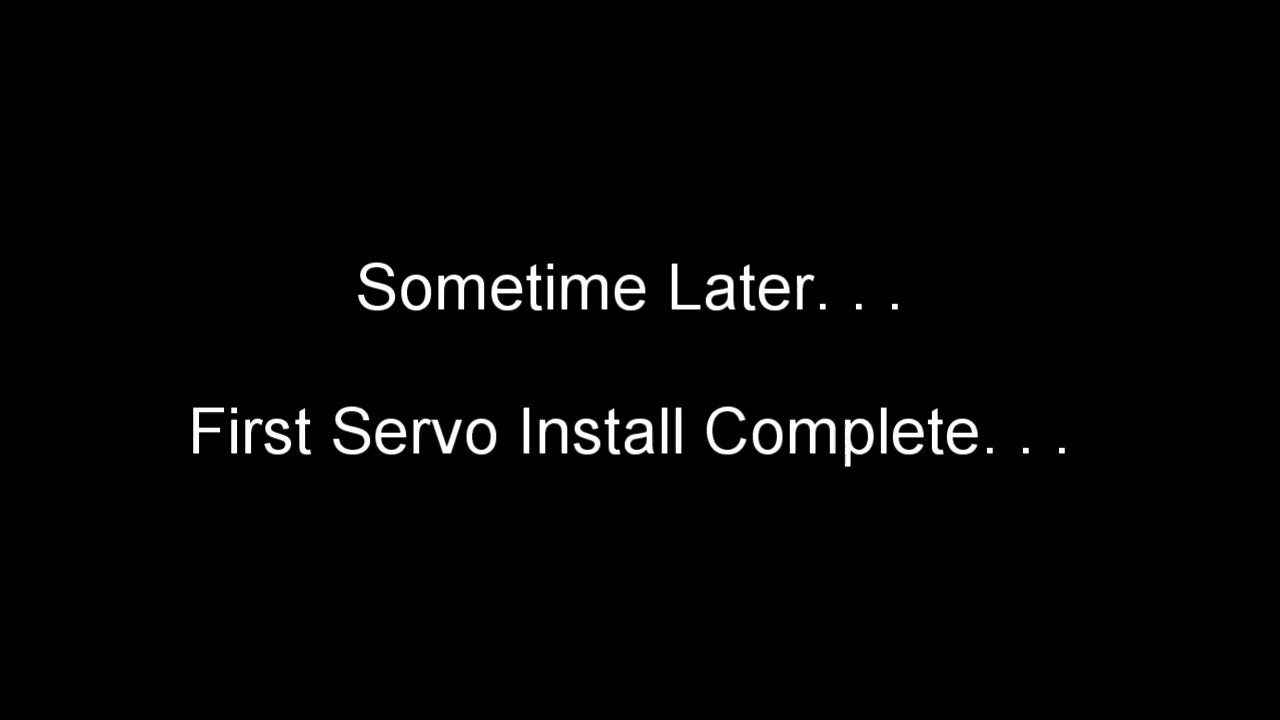 Sometime Later. . .
First Servo Install Complete. . .